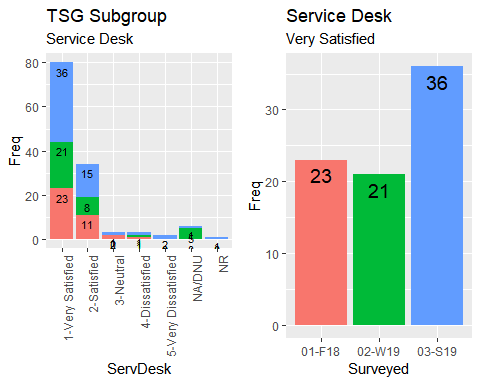 TSG Subgroup
Service Desk
80
60
40
20
0
Freq
36
21
23
15
8
11
2
1-Very Satisfied
2-Satisfied
3-Neutral
4-Dissatisfied
5-Very Dissatisfied
NA/DNU
NR
ServDesk
Service Desk
Very Satisfied
30
20
10
0
Freq
23
21
36
01-F18
02-W19
03-S19
Surveyed